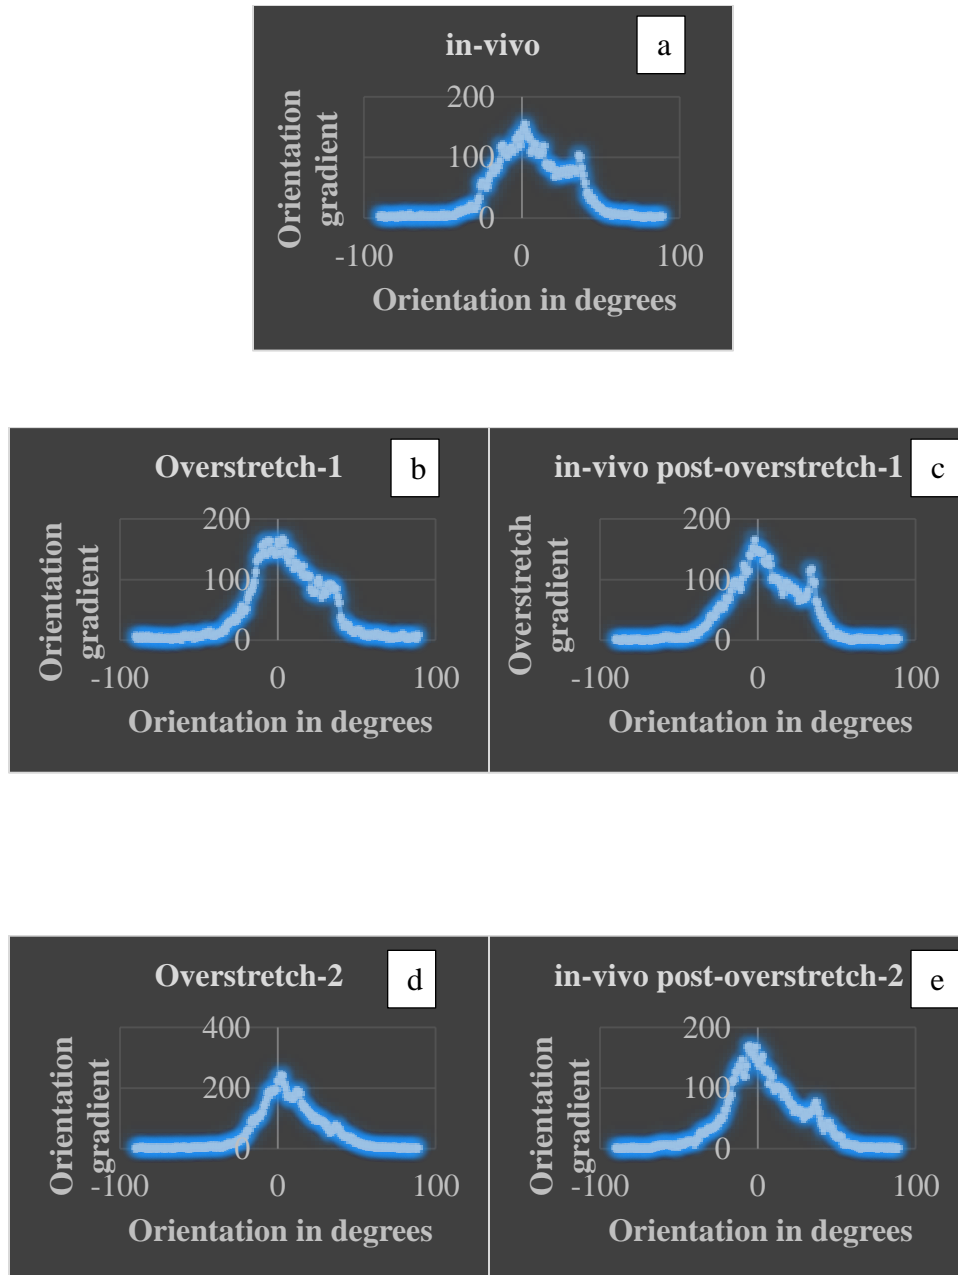 in-vivo
a
Orientation
gradient
200
100
0
-100
0
100
Orientation in degrees
Overstretch-1
b
Orientation
gradient
200
100
0
-100
0
100
Orientation in degrees
in-vivo post-overstretch-1
c
Overstretch
gradient
200
100
0
-100
0
100
Orientation in degrees
Overstretch-2
d
Orientation
gradient
400
200
0
-100
0
100
Orientation in degrees
in-vivo post-overstretch-2
e
Orientation
gradient
200
100
0
-100
0
100
Orientation in degrees